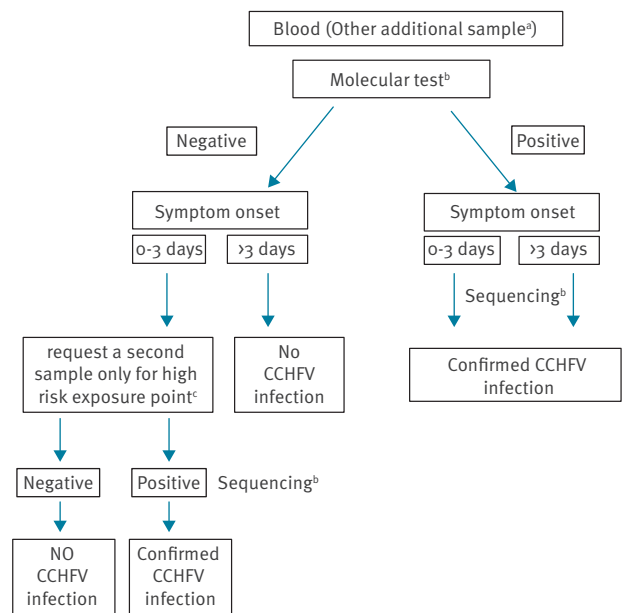 Blood (Other additional sampleᵃ)
Molecular testᵇ
Negative
Positive
Symptom onset
0-3 days
>3 days
Symptom onset
0-3 days
>3 days
Sequencingᵇ
request a second
sample only for high
risk exposure pointᶜ
No
CCHFV
infection
Confirmed CCHFV
infection
Negative
Positive
Sequencingᵇ
NO
CCHFV
infection
Confirmed
CCHFV
infection